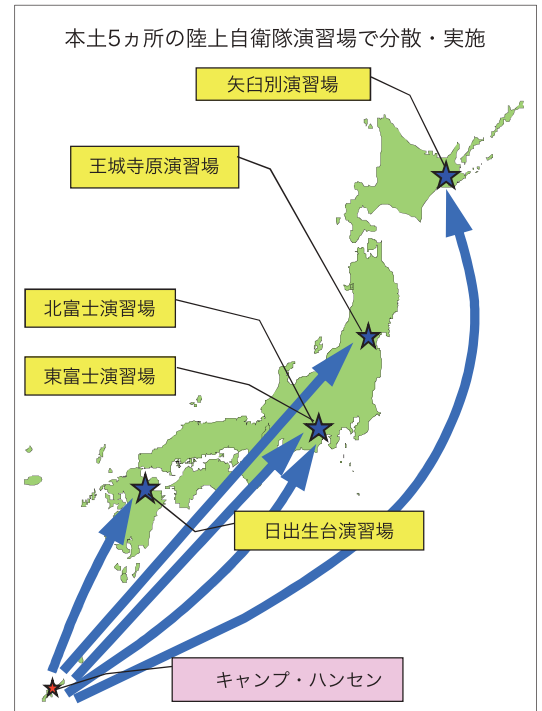 本土5ヵ所の陸上自衛隊演習場で分散・実施
矢臼別演習場
王城寺原演習場
北富士演習場
東富士演習場
日出生台演習場
キャンプ・ハンセン